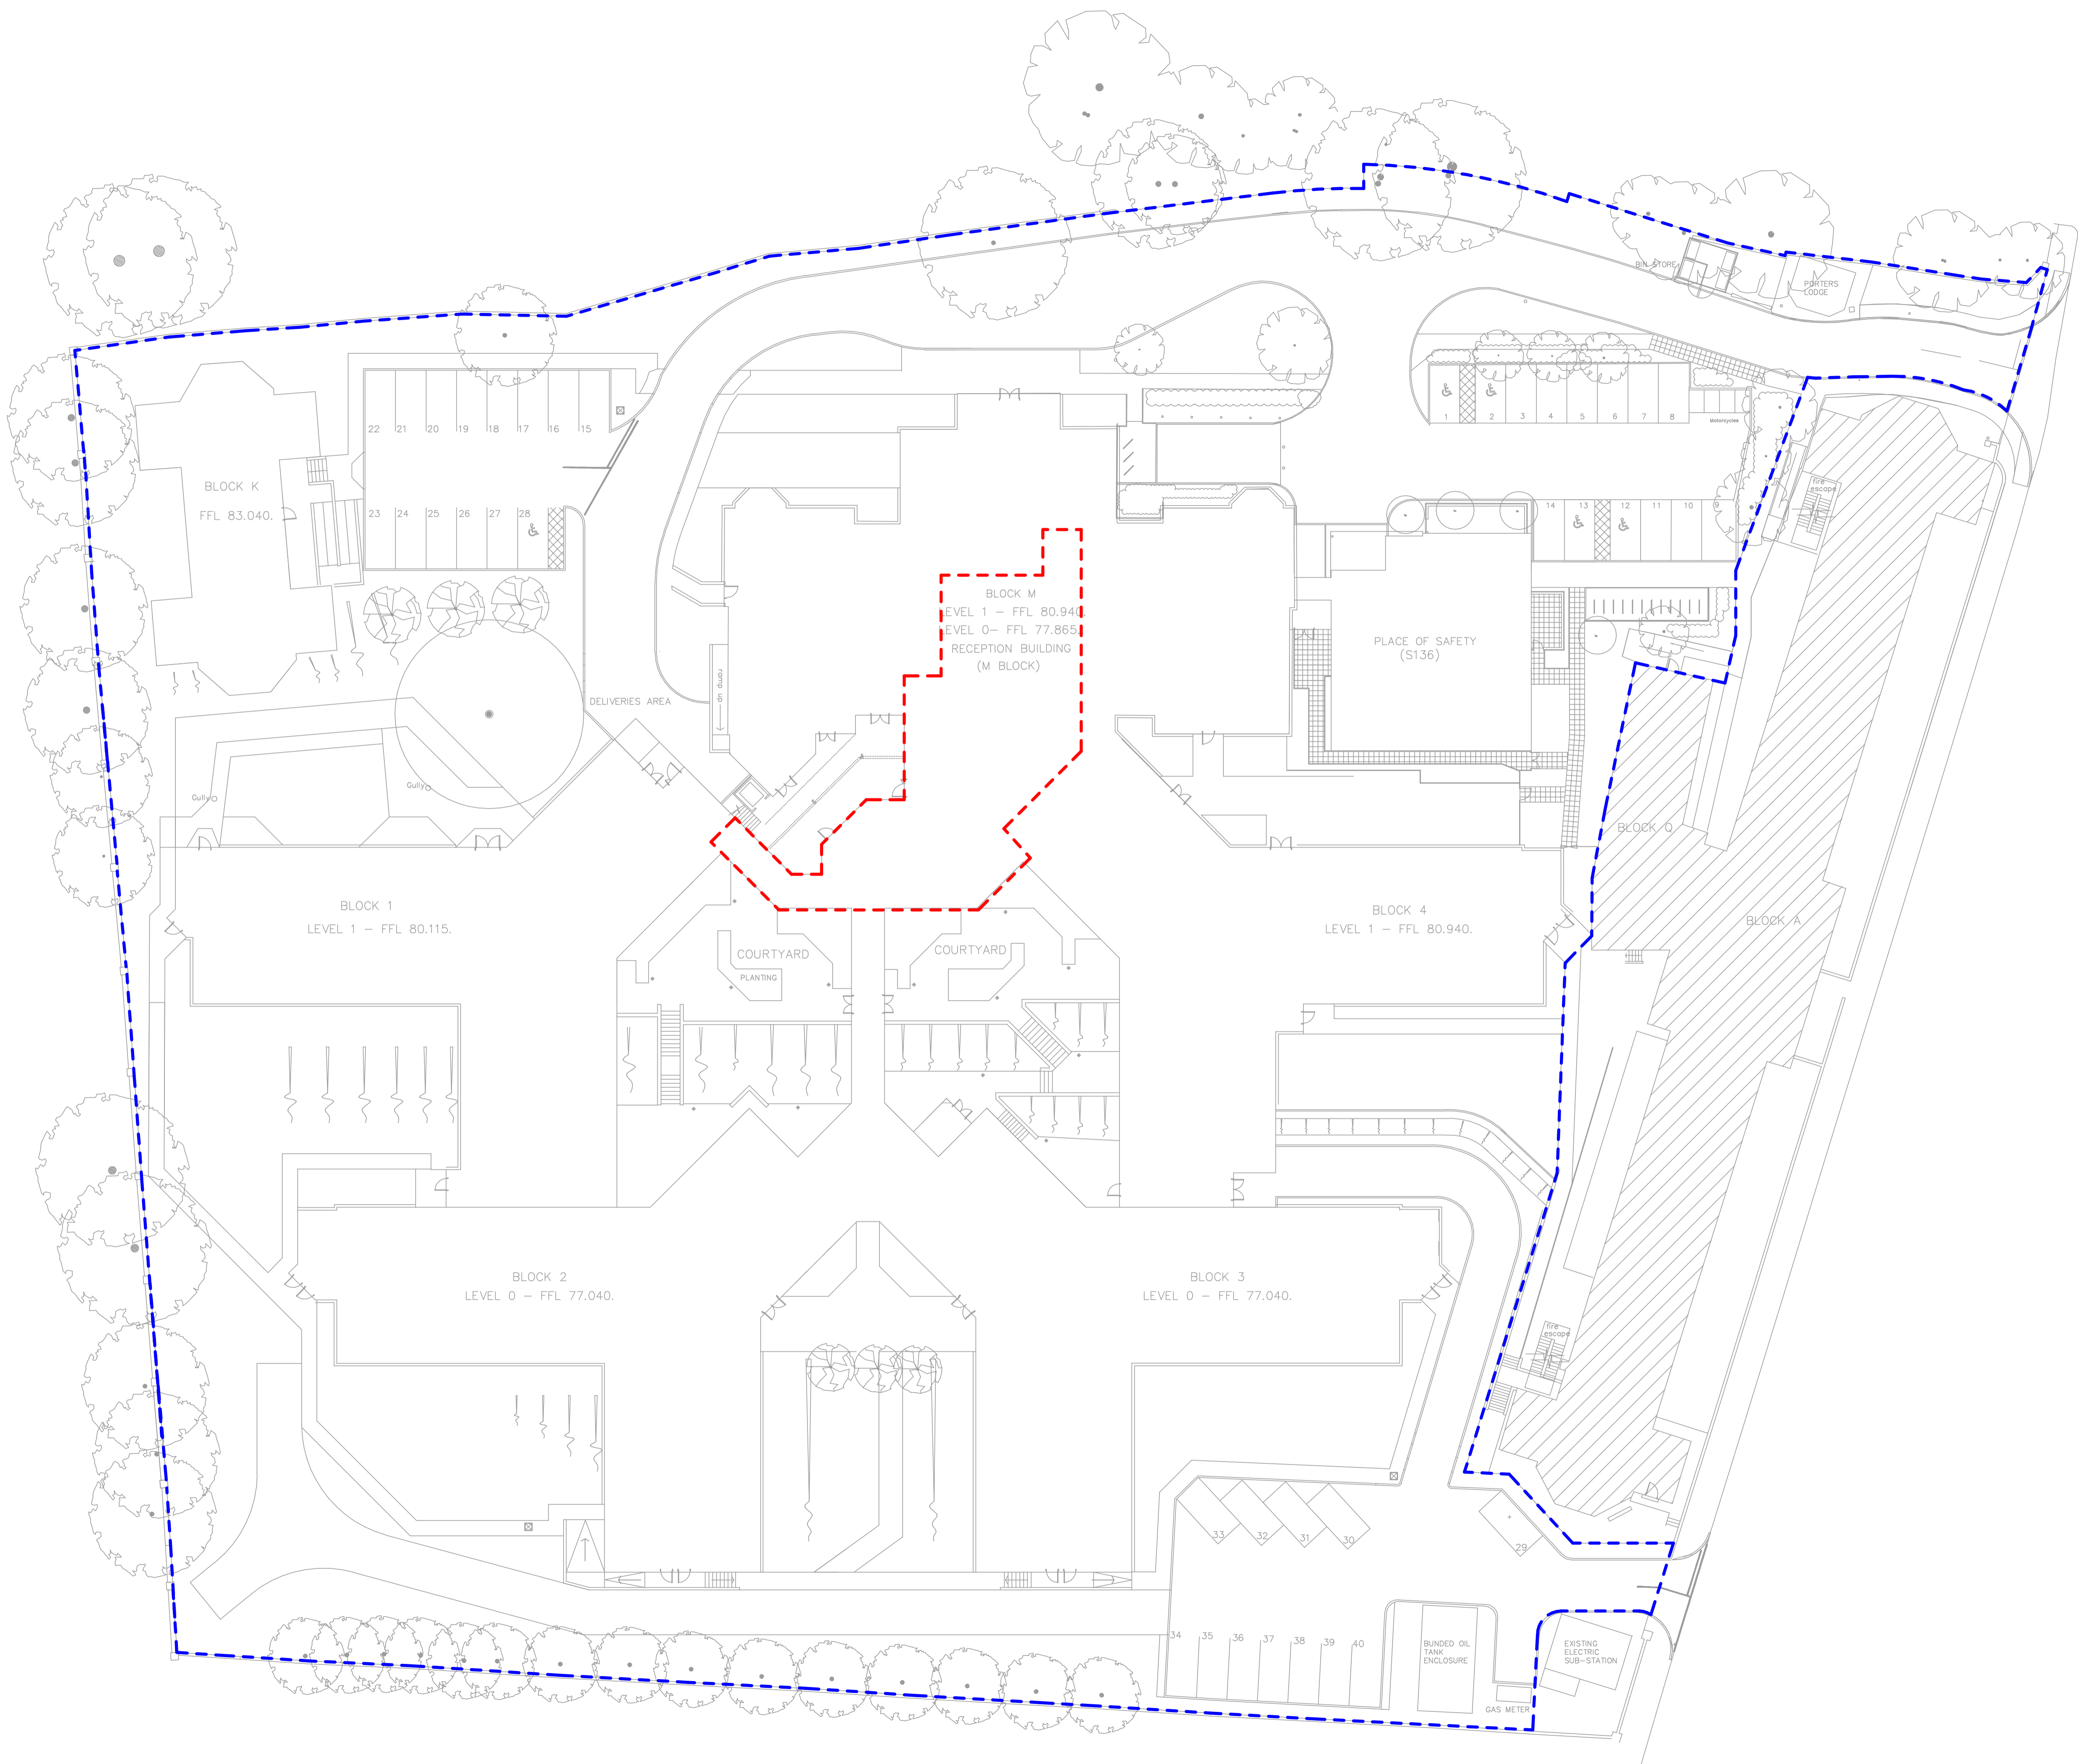 BIN STORE
PORTERS
LODGE
1
2
3
4
5
6
7
8
Motorcycles
22
21
20
19
18
17
16
15
BLOCK K
FFL 83.040.
23
24
25
26
27
28
14
13
12
11
10
9
fire
escape
BLOCK M
LEVEL 1 - FFL 80.940.
LEVEL 0- FFL 77.865.
RECEPTION BUILDING
(M BLOCK)
PLACE OF SAFETY
(S136)
ramp up
DELIVERIES AREA
Gully
Gully
BLOCK Q
BLOCK 1
LEVEL 1 - FFL 80.115.
BLOCK 4
LEVEL 1 - FFL 80.940.
BLOCK A
COURTYARD
PLANTING
COURTYARD
BLOCK 2
LEVEL 0 - FFL 77.040.
BLOCK 3
LEVEL 0 - FFL 77.040.
fire
escape
33
32
31
30
29
34
35
36
37
38
39
40
BUNDED OIL
TANK
ENCLOSURE
EXISTING
ELECTRIC
SUB-STATION
GAS METER